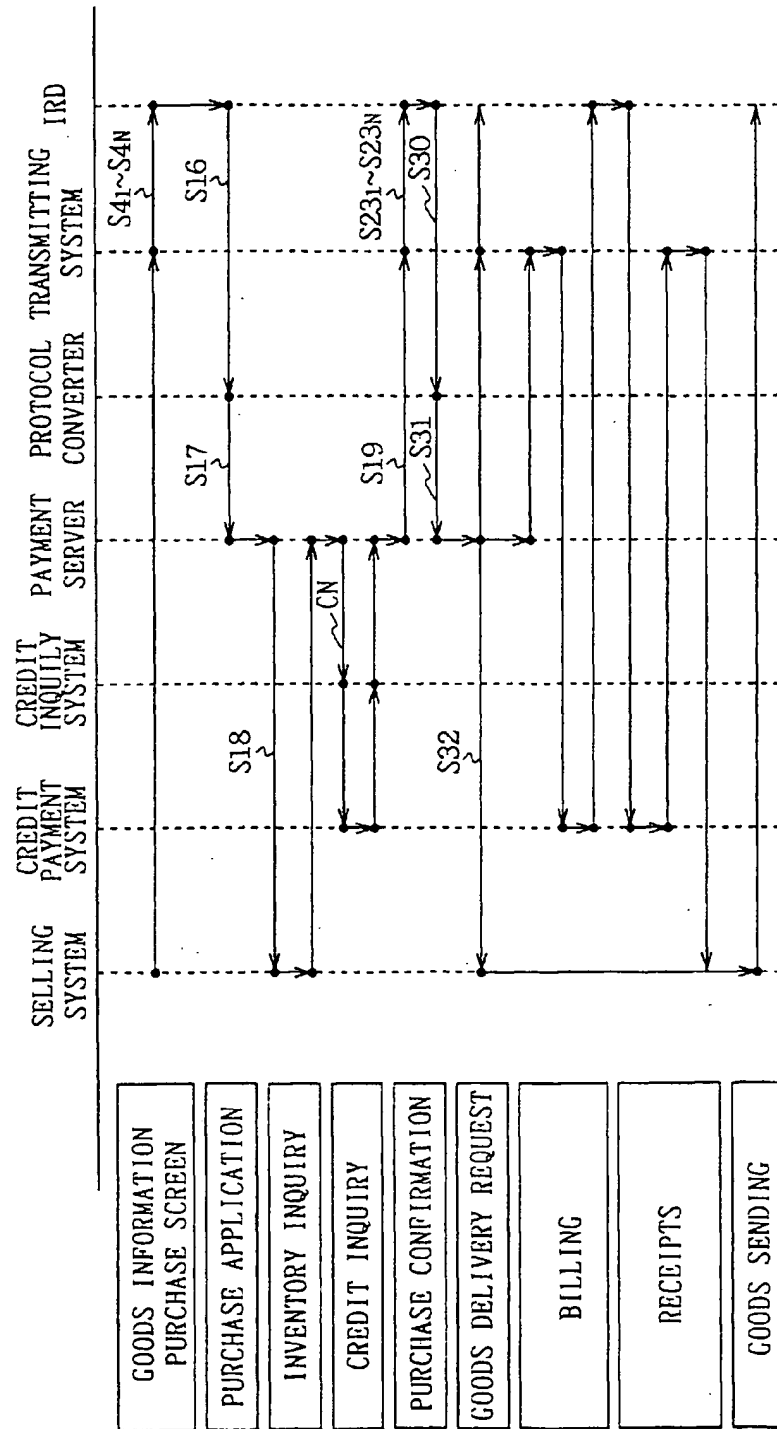 SELLING
SYSTEM
CREDIT
PAYMENT
SYSTEM
CREDIT
INQUILY
SYSTEM
PAYMENT
SERVER
PROTOCOL
CONVERTER
TRANSMITTING
SYSTEM
IRD
GOODS INFORMATION
PURCHASE SCREEN
S41~S4N
PURCHASE APPLICATION
S17
S16
INVENTORY INQUIRY
S18
CREDIT INQUIRY
CN
PURCHASE CONFIRMATION
S19
S231~S23N
S31
S30
GOODS DELIVERY REQUEST
S32
BILLING
RECEIPTS
GOODS SENDING